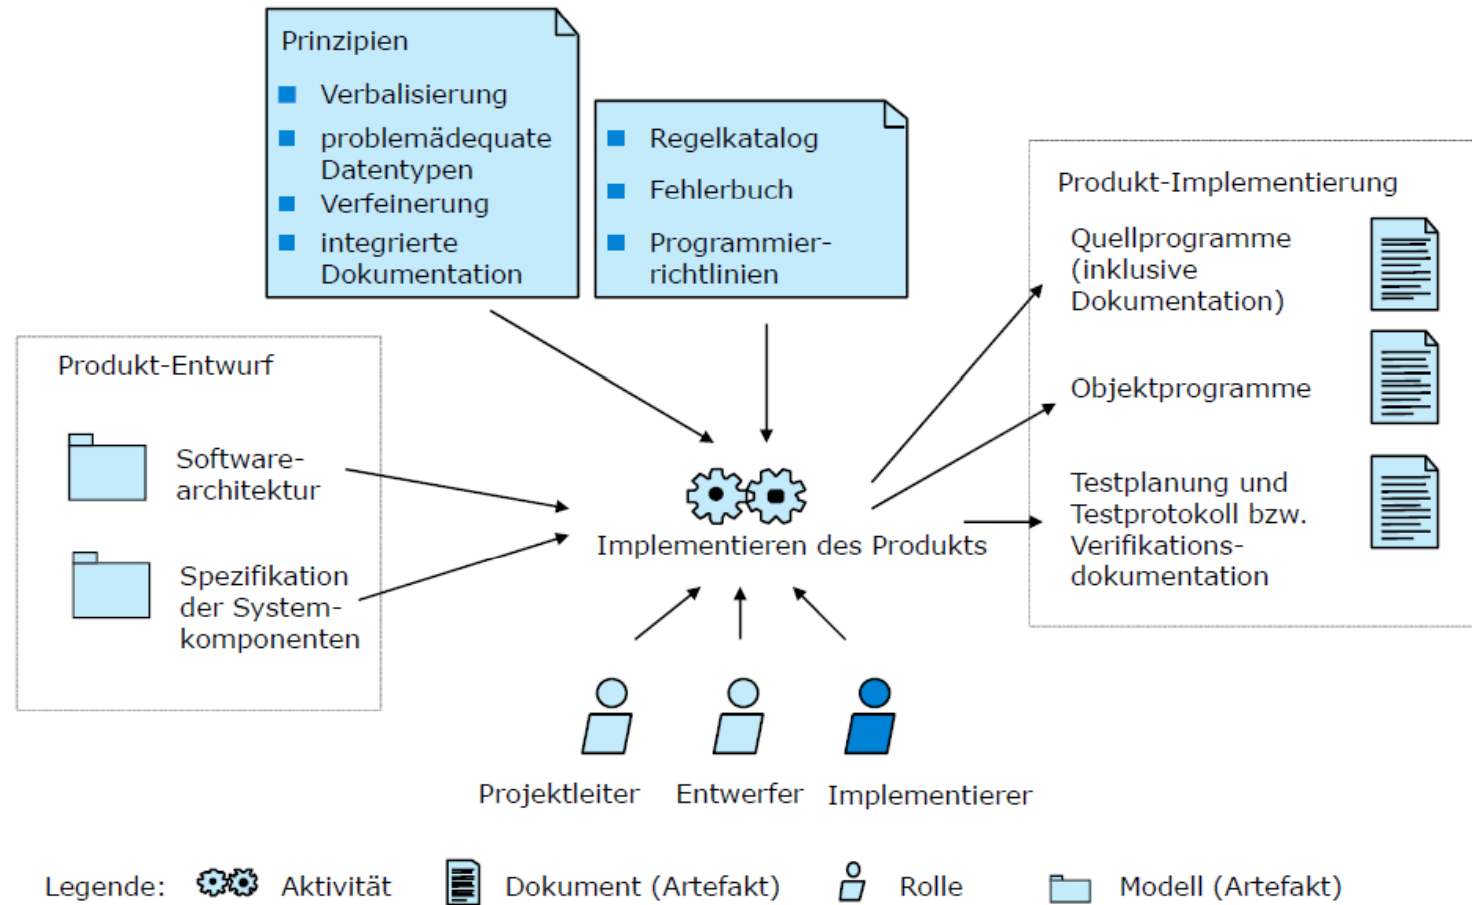 Prinzipien
Verbalisierung
problemädequate
Datentypen
Verfeinerung
integrierte
Dokumentation
Regelkatalog
Fehlerbuch
Programmier-
richtlinien
Produkt-Entwurf
Software-
architektur
Spezifikation
der System-
komponenten
Implementieren des Produkts
Projektleiter
Entwerfer
Implementierer
Produkt-Implementierung
Quellprogramme
(inklusive
Dokumentation)
Objektprogramme
Testplanung und
Testprotokoll bzw.
Verifikations-
dokumentation
Legende: Aktivität Dokument (Artefakt) Rolle Modell (Artefakt)